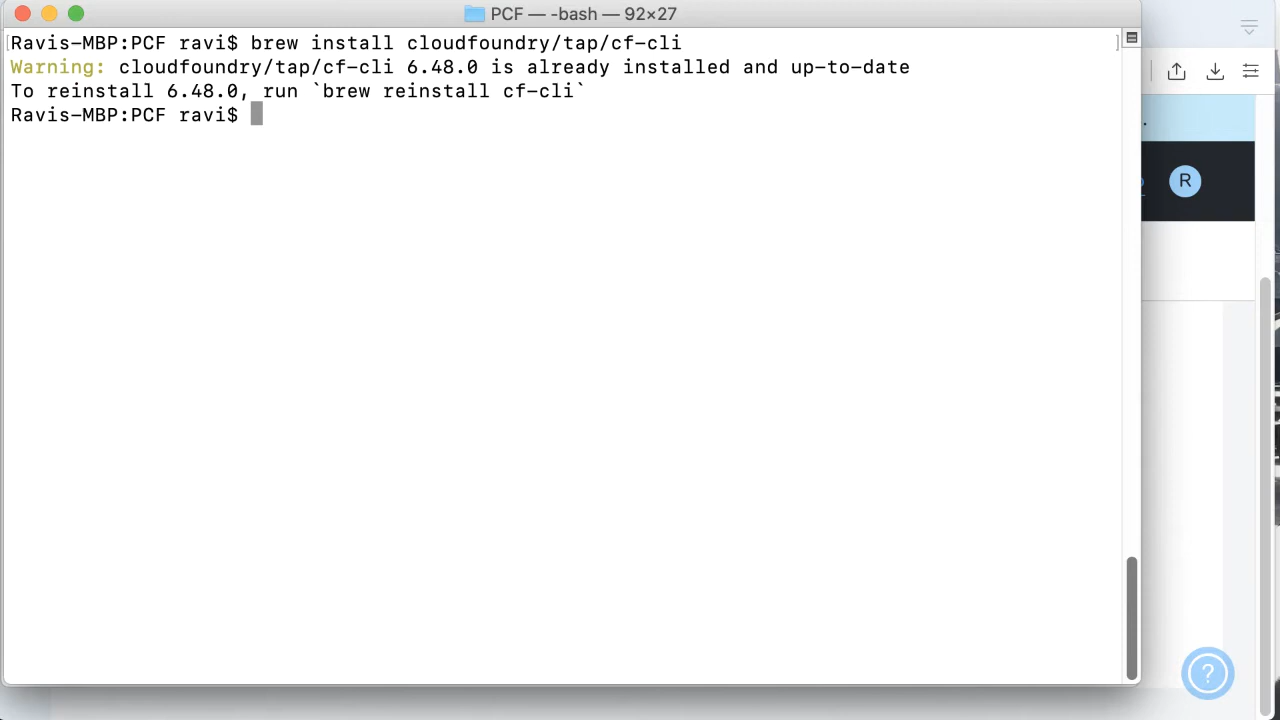 PCF — -bash — 92×27
[Ravis-MBP:PCF ravi$ brew install cloudfoundry/tap/cf-cli ]
Warning: cloudfoundry/tap/cf-cli 6.48.0 is already installed and up-to-date
To reinstall 6.48.0, run `brew reinstall cf-cli`
Ravis-MBP:PCF ravi$
R
?